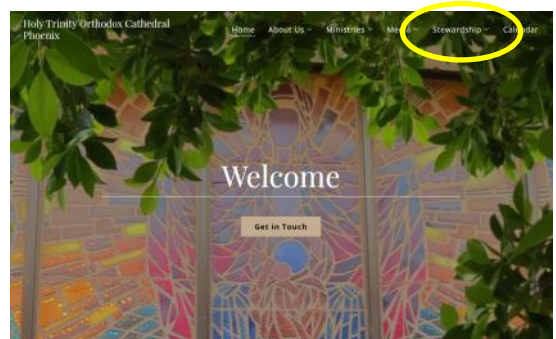 Holy Trinity Orthodox Cathedral
Phoenix
Home About Us Ministries Media Stewardship Calendar
Welcome
Get in Touch